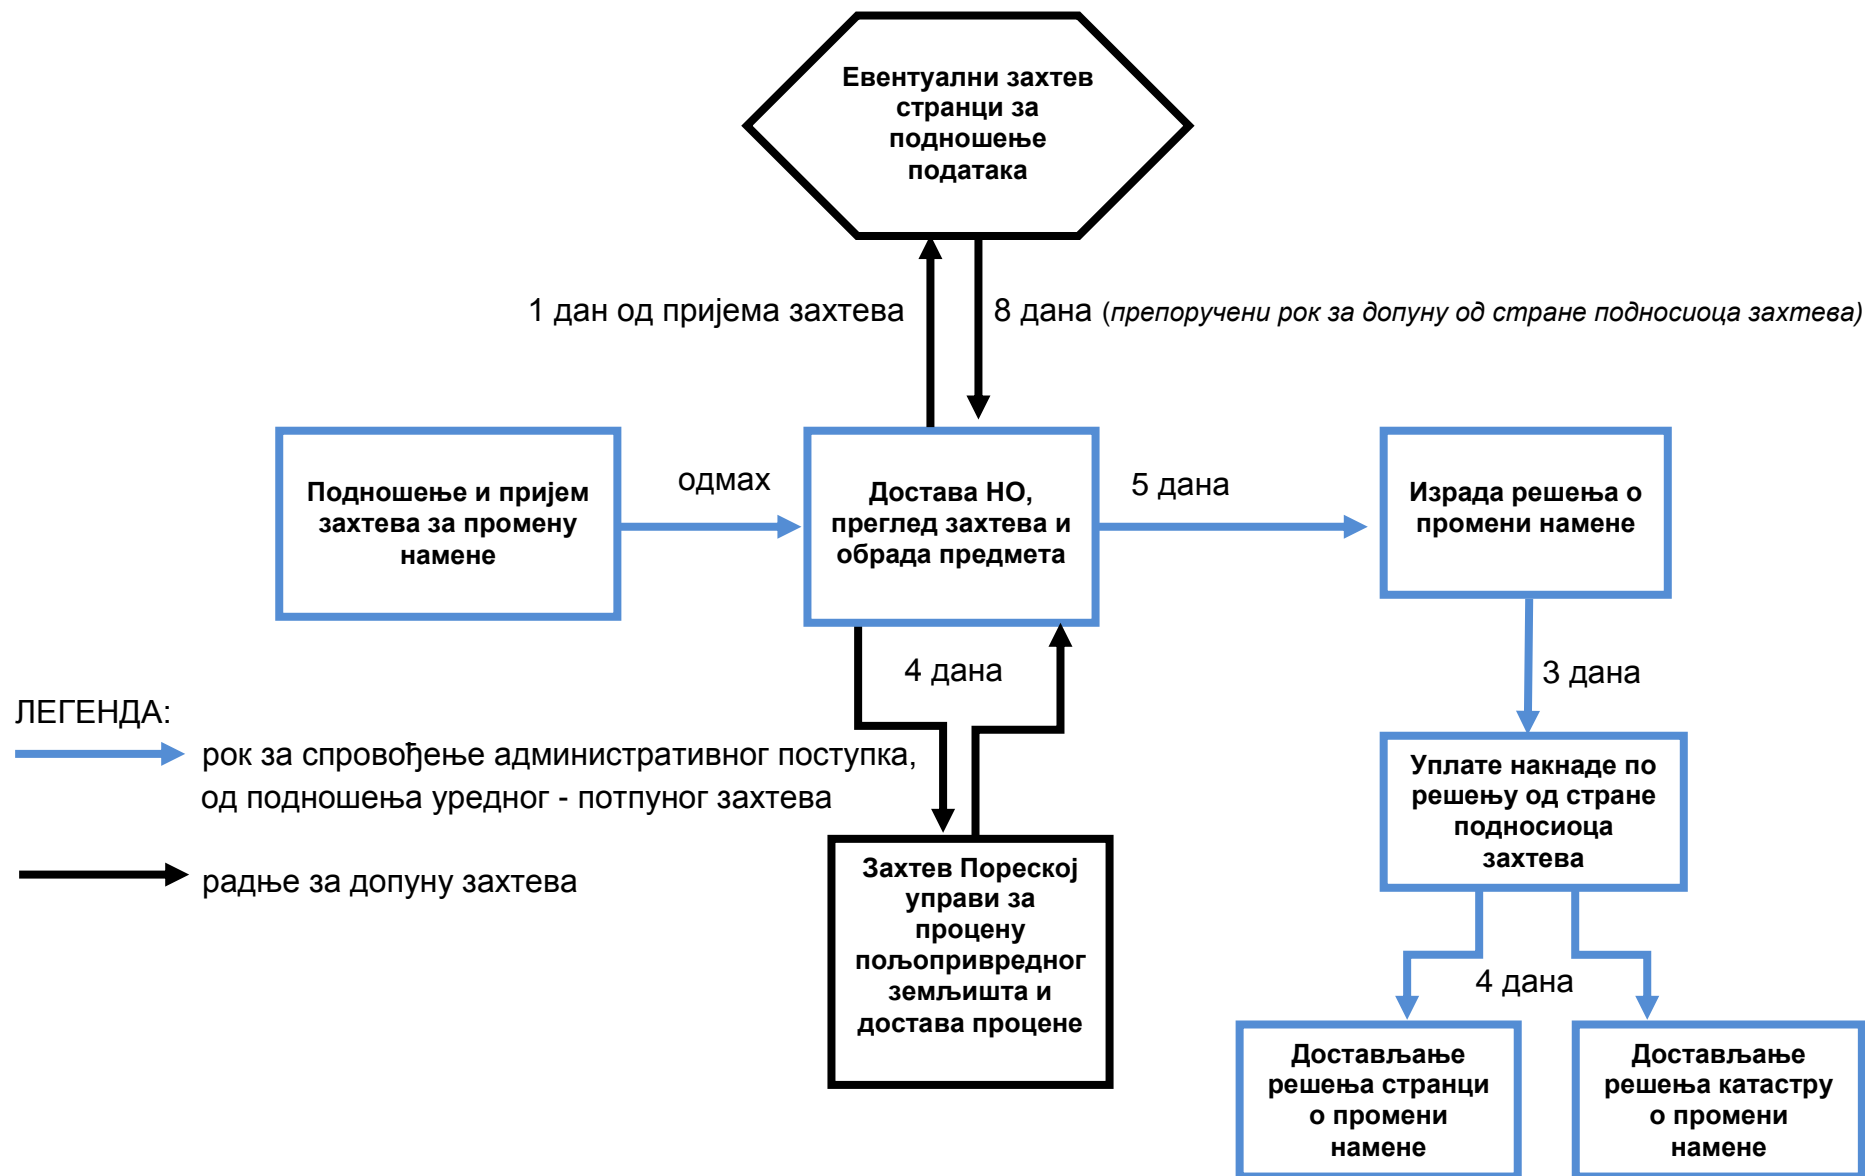 Евентуални захтев
странци за
подношење
података
1 дан од пријема захтева
8 дана (препоручени рок за допуну од стране подносиоца захтева)
Подношење и пријем
захтева за промену
намене
одмах
Достава НО,
преглед захтева и
обрада предмета
5 дана
Израда решења о
промени намене
4 дана
3 дана
ЛЕГЕНДА:
рок за спровођење административног поступка,
од подношења уредног - потпуног захтева
радње за допуну захтева
Захтев Пореској
управи за
процену
пољопривредног
земљишта и
достава процене
Уплате накнаде по
решењу од стране
подносиоца
захтева
4 дана
Достављање
решења странци
о промени
намене
Достављање
решења катастру
о промени
намене